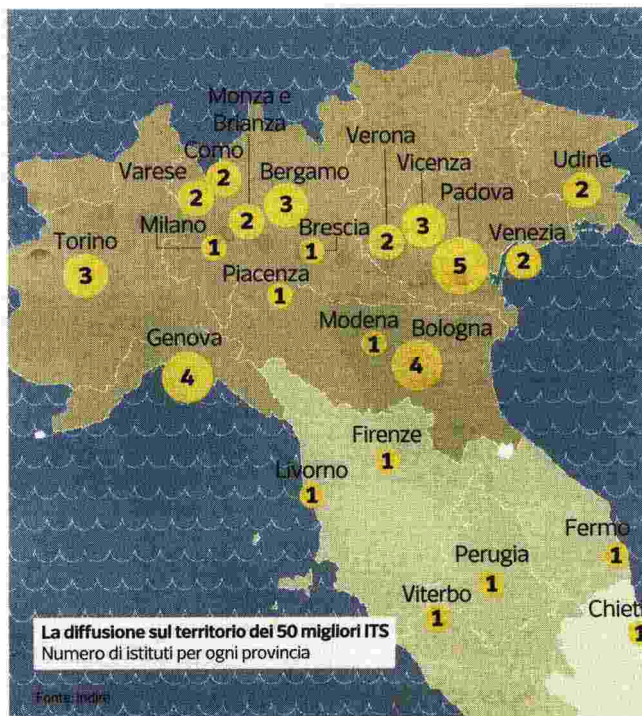 Monza e
Brianza
Como
2
Varese
2
2
Bergamo
3
Verona
2
Vicenza
3
Padova
5
Udine
2
Venezia
2
Milano
1
Brescia
1
Torino
3
Piacenza
1
Modena
1
Bologna
4
Genova
4
Firenze
1
Livorno
1
Fermo
1
Perugia
1
Viterbo
1
Chiet
1
La diffusione sul territorio dei 50 migliori ITS
Numero di istituti per ogni provincia
Fonte: Indire